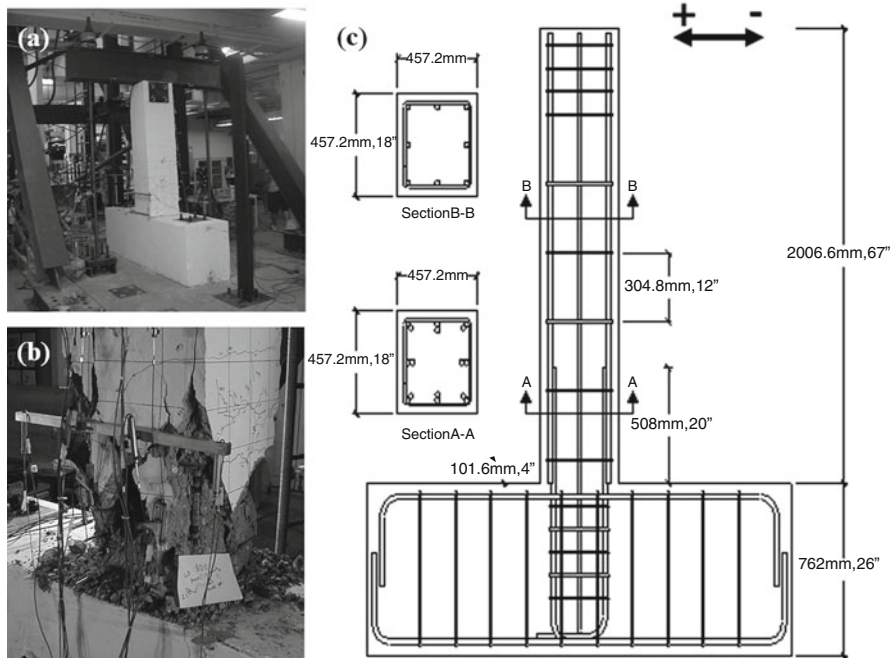 (a)
(b)
(c)
+ -
457.2mm
457.2mm,18”
SectionB-B
457.2mm
457.2mm,18”
SectionA-A
B B
A A
304.8mm,12”
508mm,20”
101.6mm,4”
2006.6mm,67”
762mm,26”